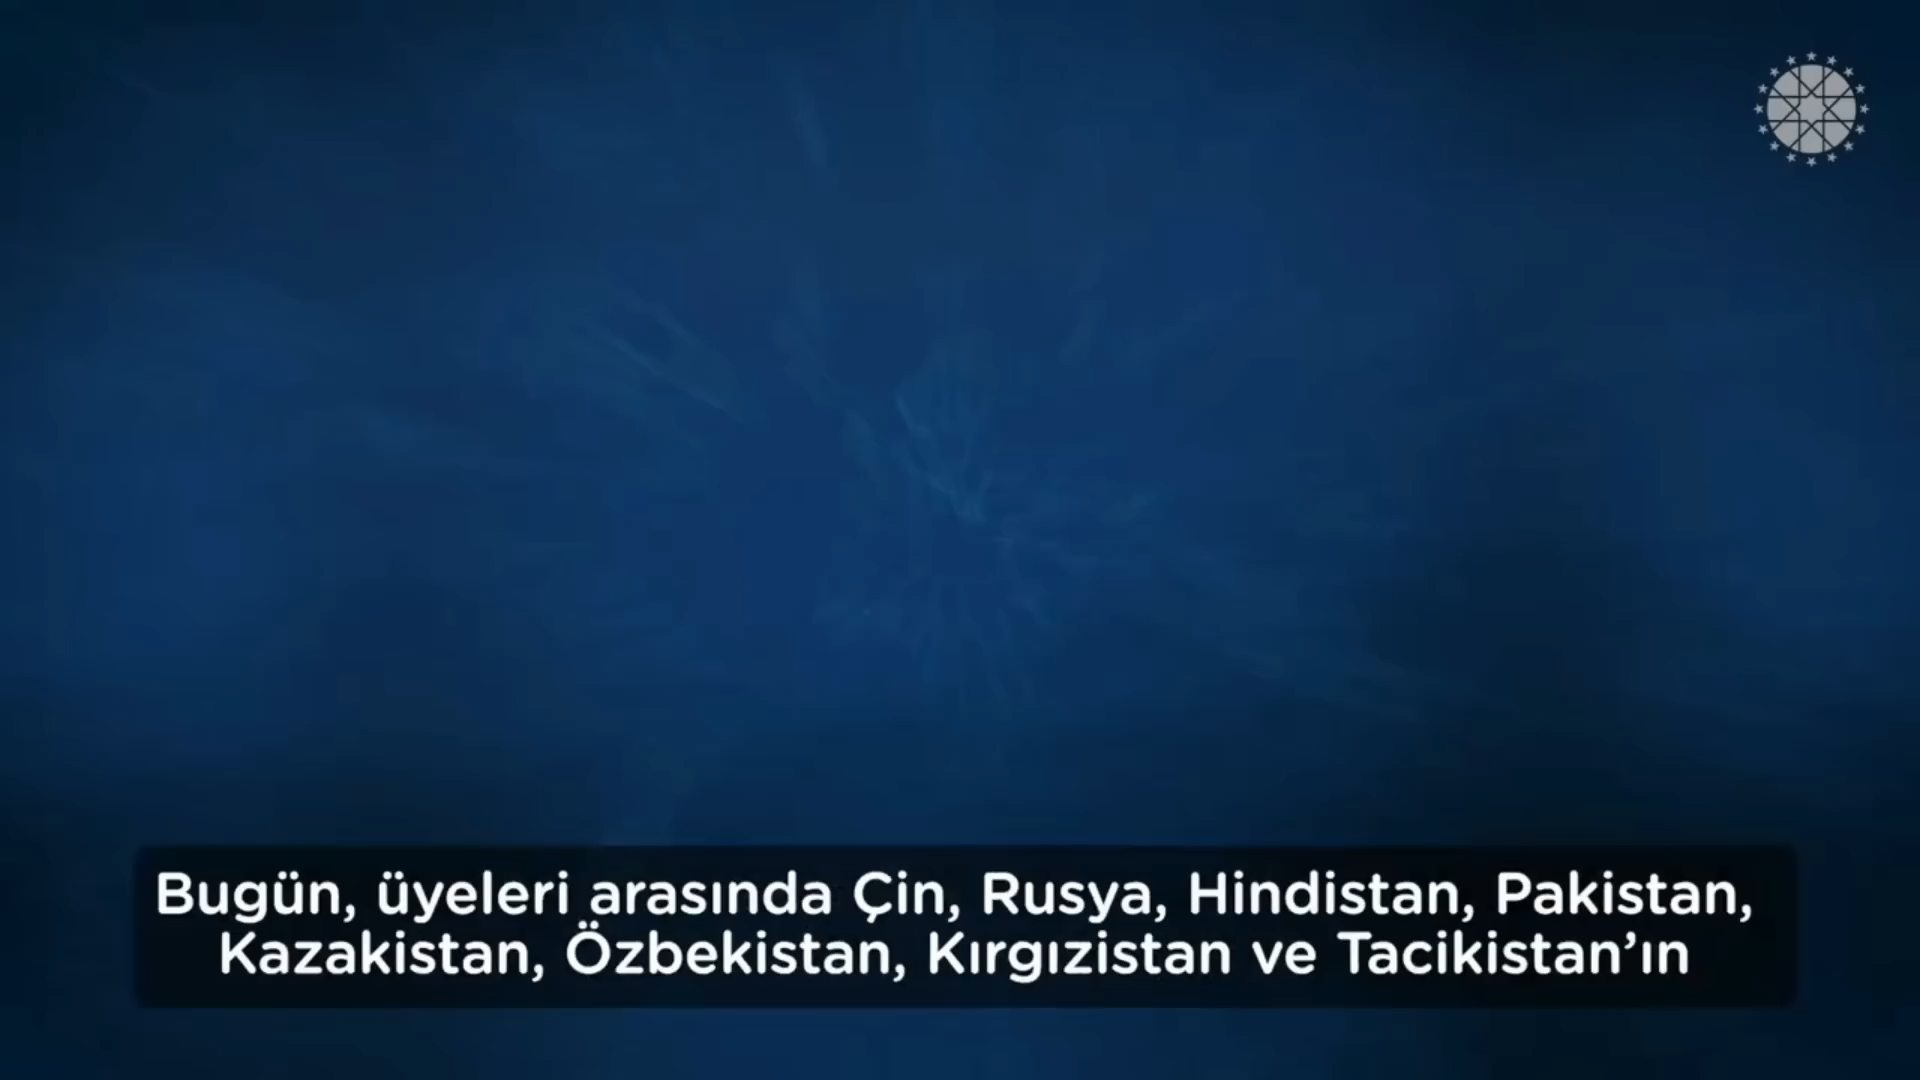 Bugün, üyeleri arasında Çin, Rusya, Hindistan, Pakistan,
Kazakistan, Özbekistan, Kırgızistan ve Tacikistan’ın